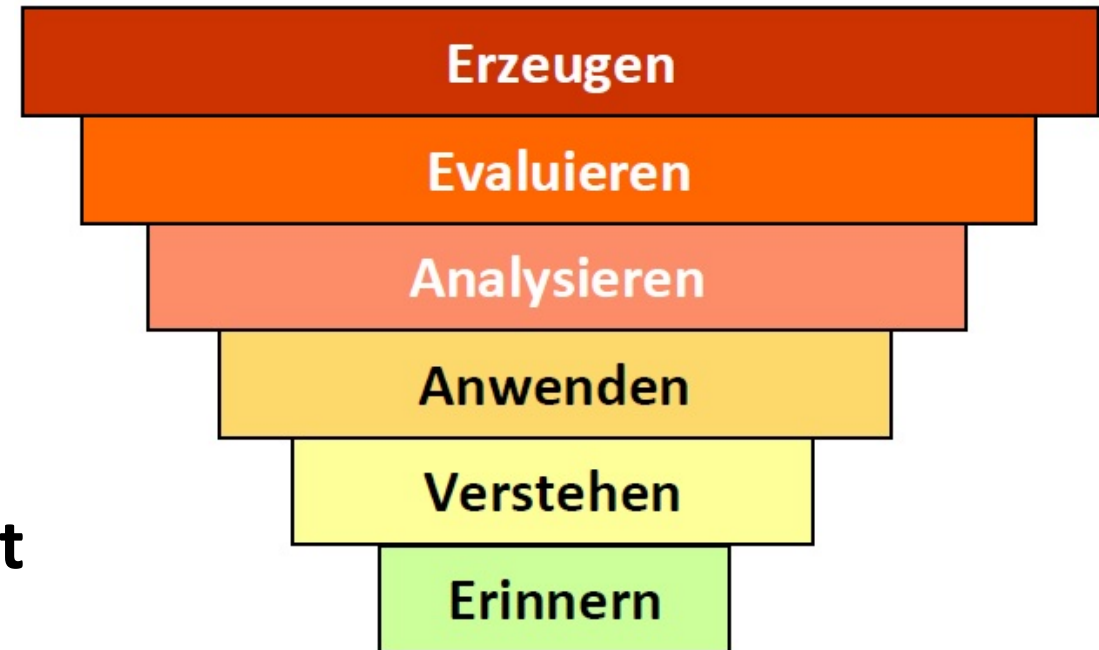 Erzeugen
Evaluieren
Analysieren
Anwenden
Verstehen
t
Erinnern